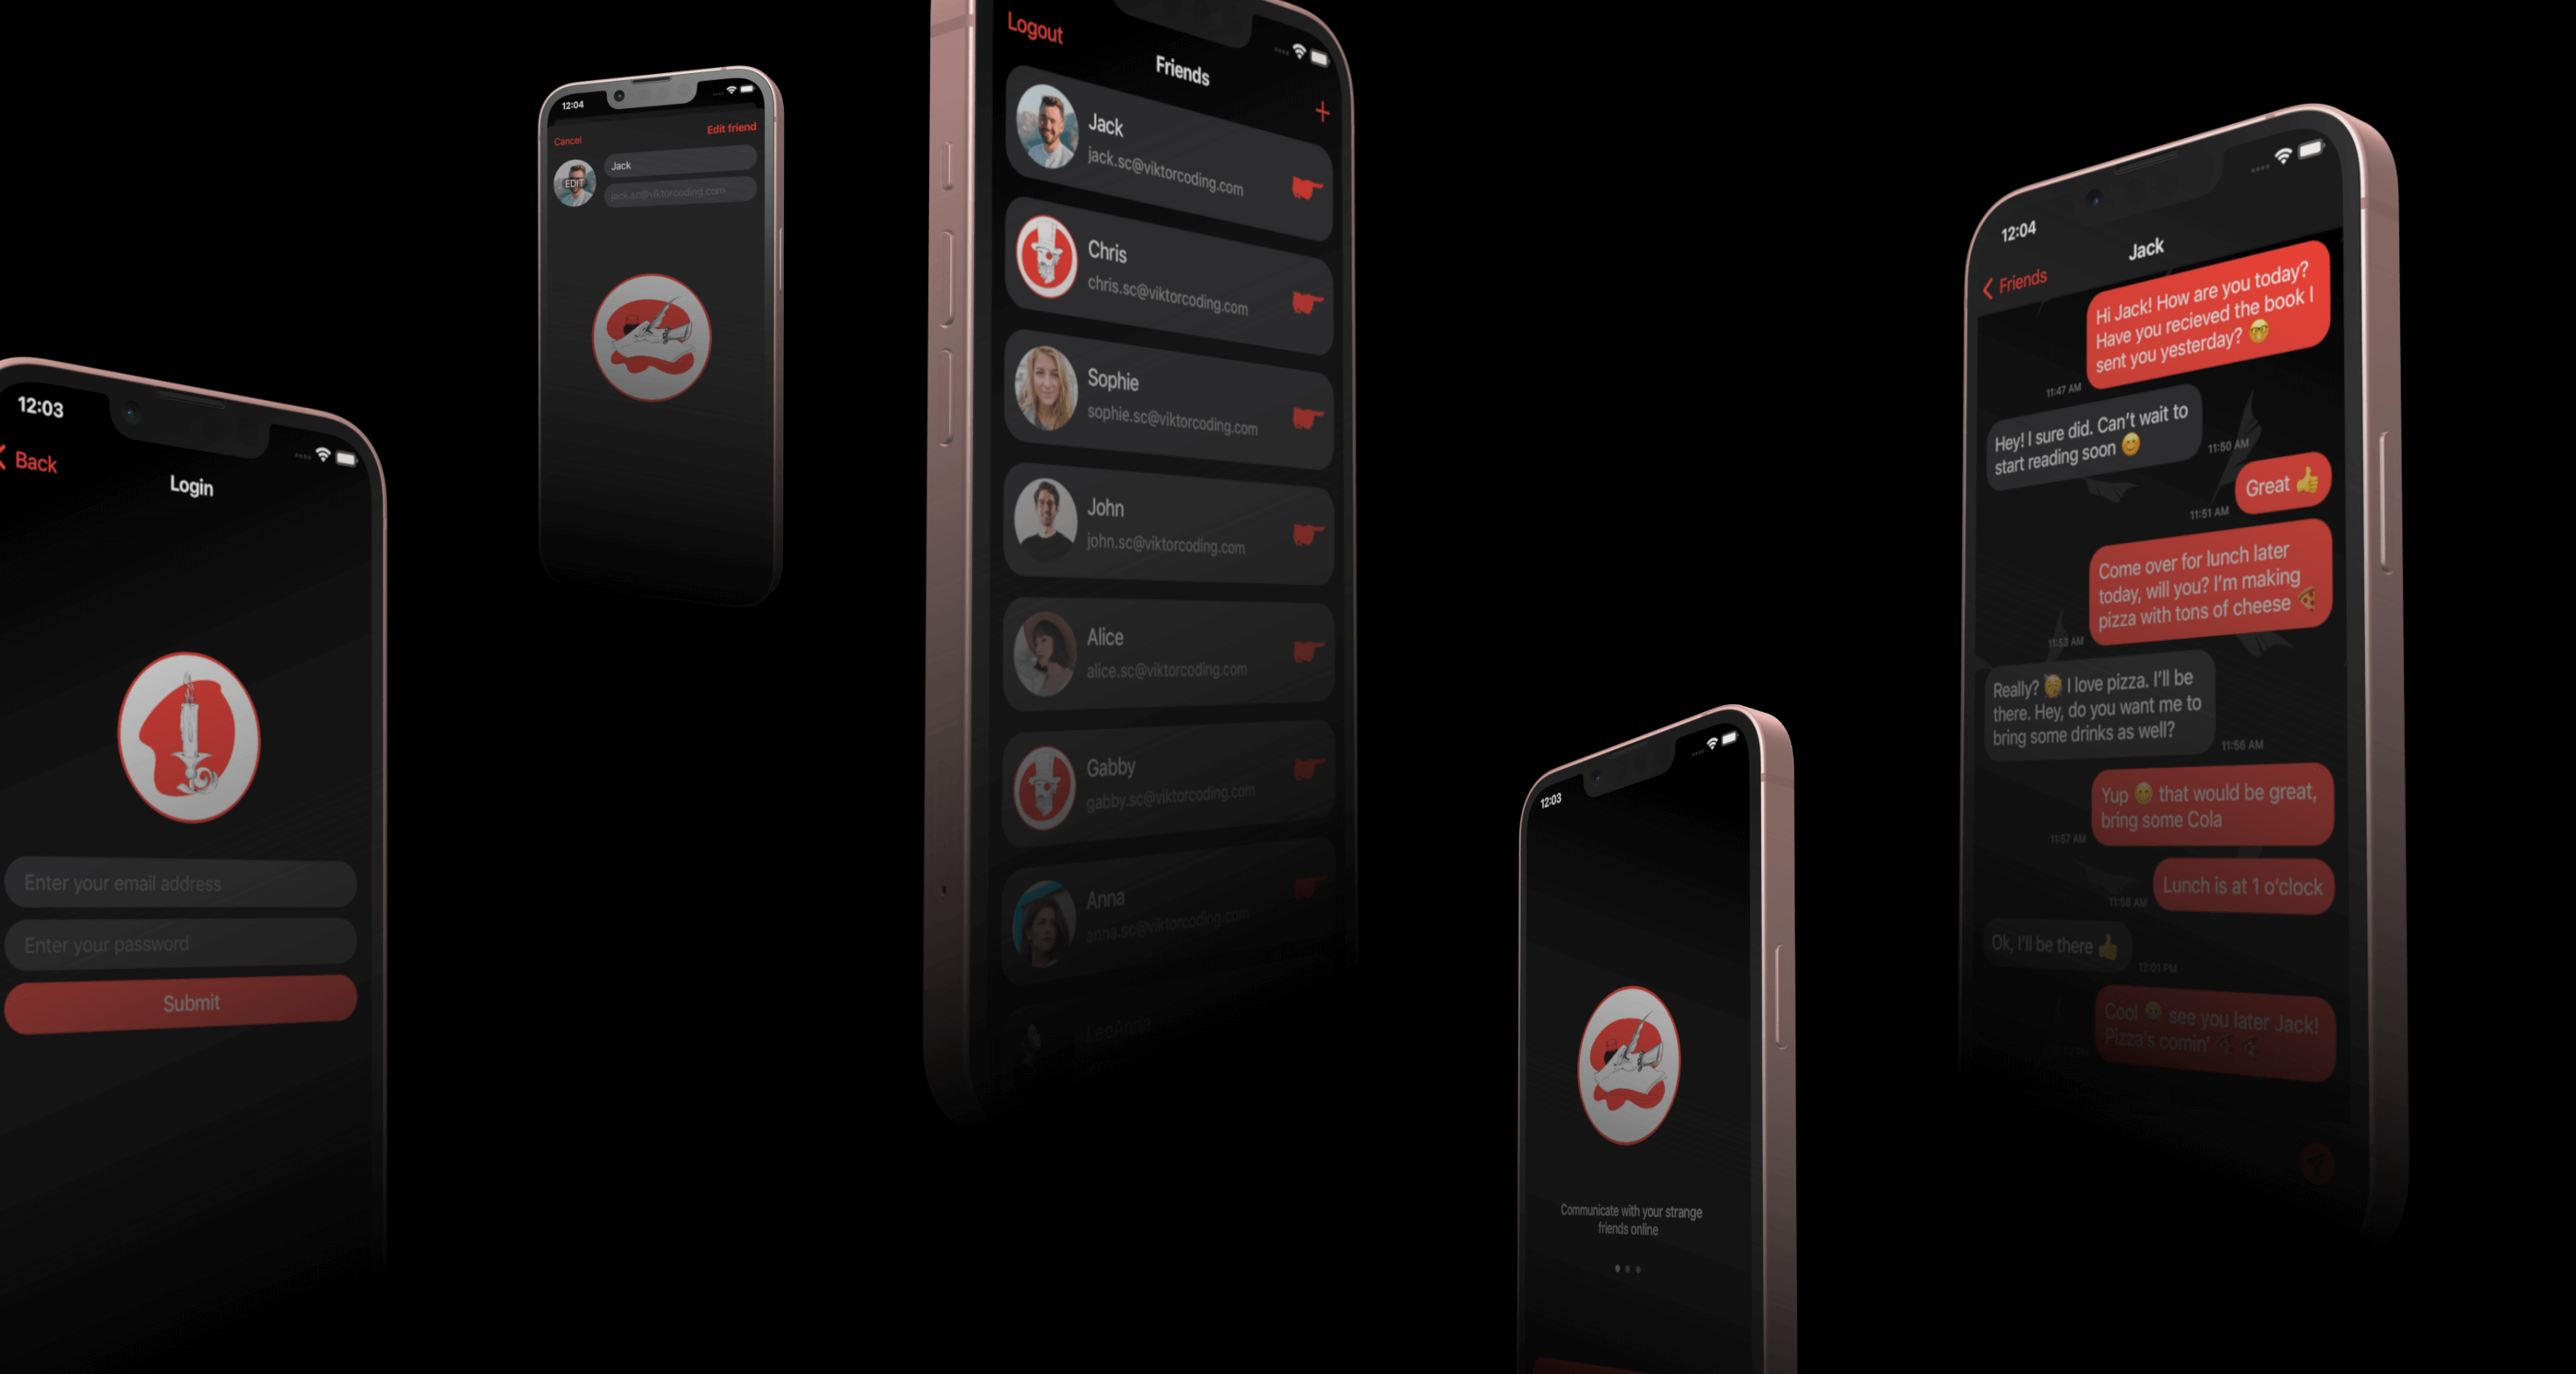 12:03
Back
Login
Enter your email address
Enter your password
Submit
12:04
Cancel
Edit friend
EDIT
Jack
jack.sc@viktorcoding.com
Logout
Friends
+
Jack
jack.sc@viktorcoding.com
Chris
chris.sc@viktorcoding.com
Sophie
sophie.sc@viktorcoding.com
John
john.sc@viktorcoding.com
Alice
alice.sc@viktorcoding.com
Gabby
gabby.sc@viktorcoding.com
Anna
anna.sc@viktorcoding.com
LeoAnna
12:03
Communicate with your strange
friends online
12:04
Friends
Jack
Hi Jack! How are you today?
Have you recieved the book I
sent you yesterday? 🤓
11:47 AM
Hey! I sure did. Can't wait to
start reading soon 😊
11:50 AM
Great 👍
11:51 AM
Come over for lunch later
today, will you? I'm making
pizza with tons of cheese 🍕
11:53 AM
Really? 🥳 I love pizza. I'll be
there. Hey, do you want me to
bring some drinks as well?
11:56 AM
Yup 😁 that would be great,
bring some Cola
11:57 AM
Lunch is at 1 o'clock
11:58 AM
Ok, I'll be there 👍
12:01 PM
Cool see you later Jack!
Pizza's comin' 🍕 🍕